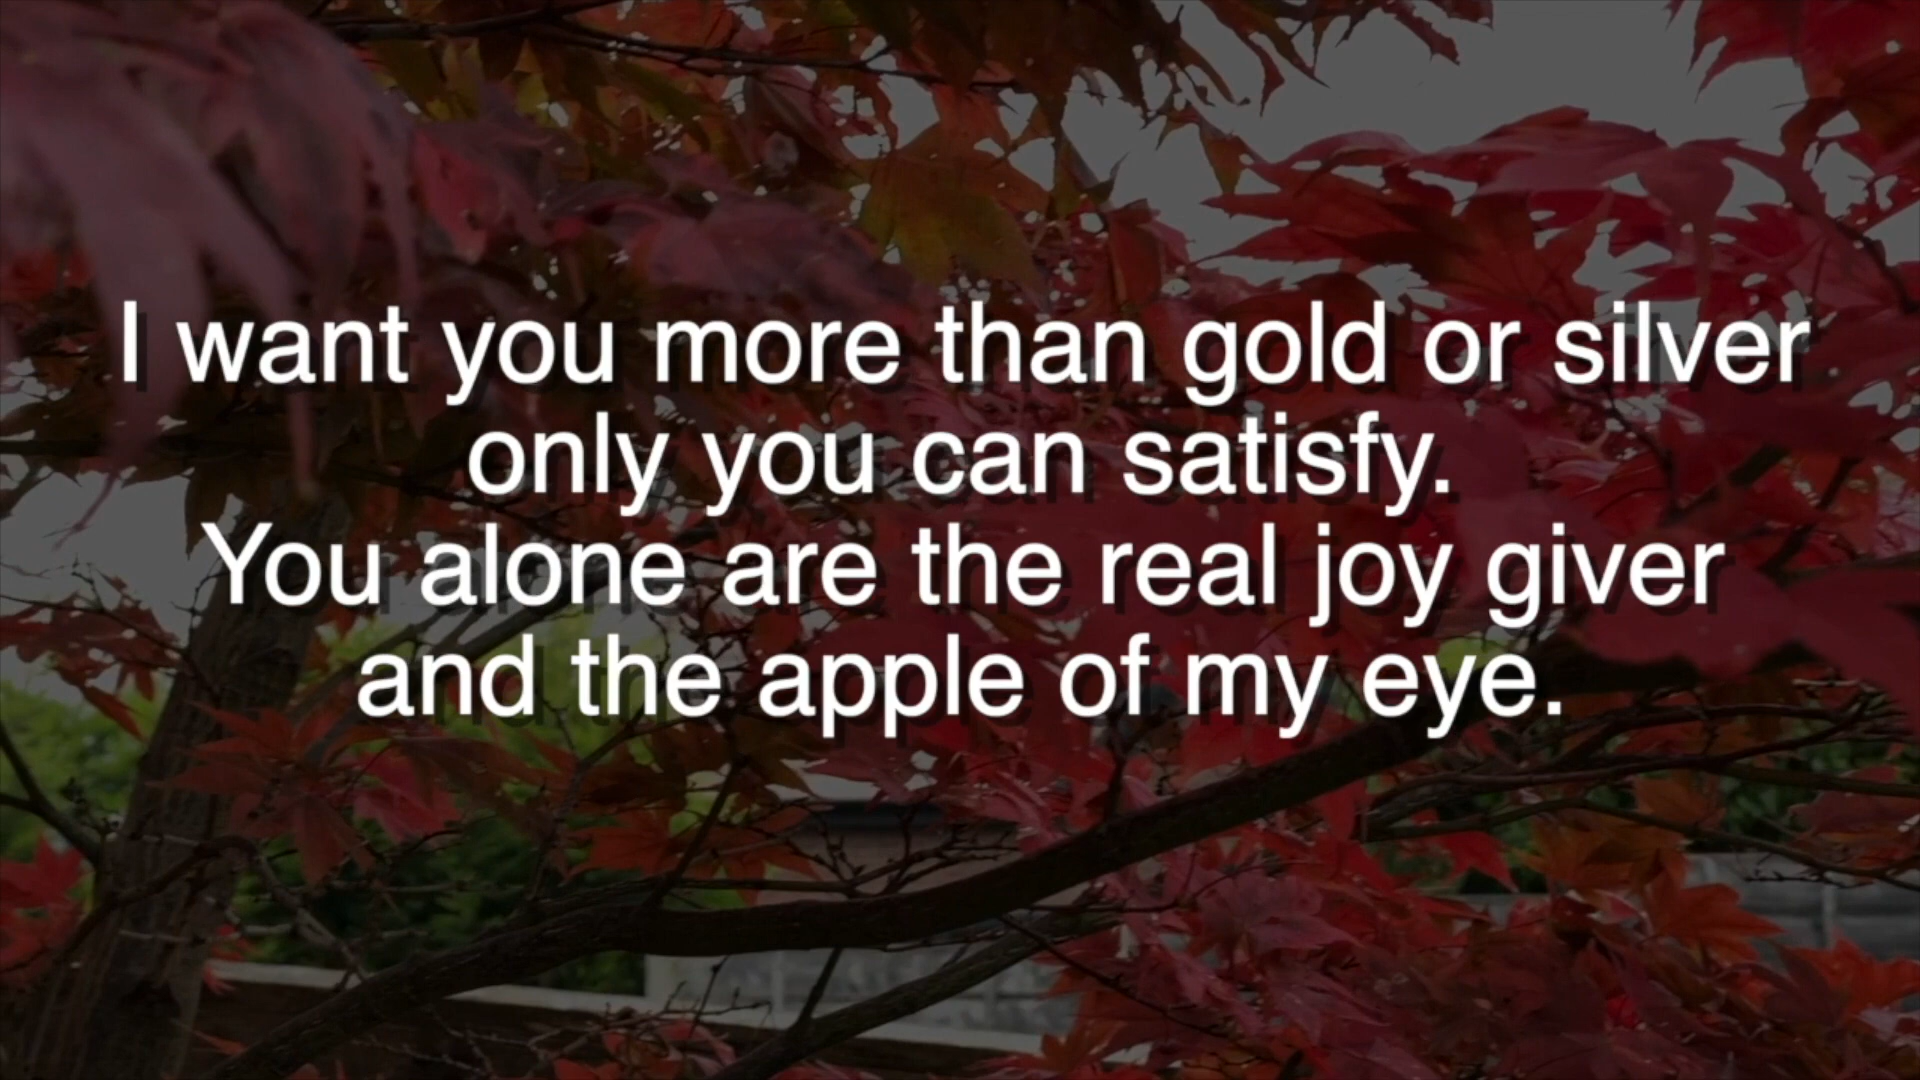 I want you more than gold or silver
only you can satisfy.
You alone are the real joy giver
and the apple of my eye.